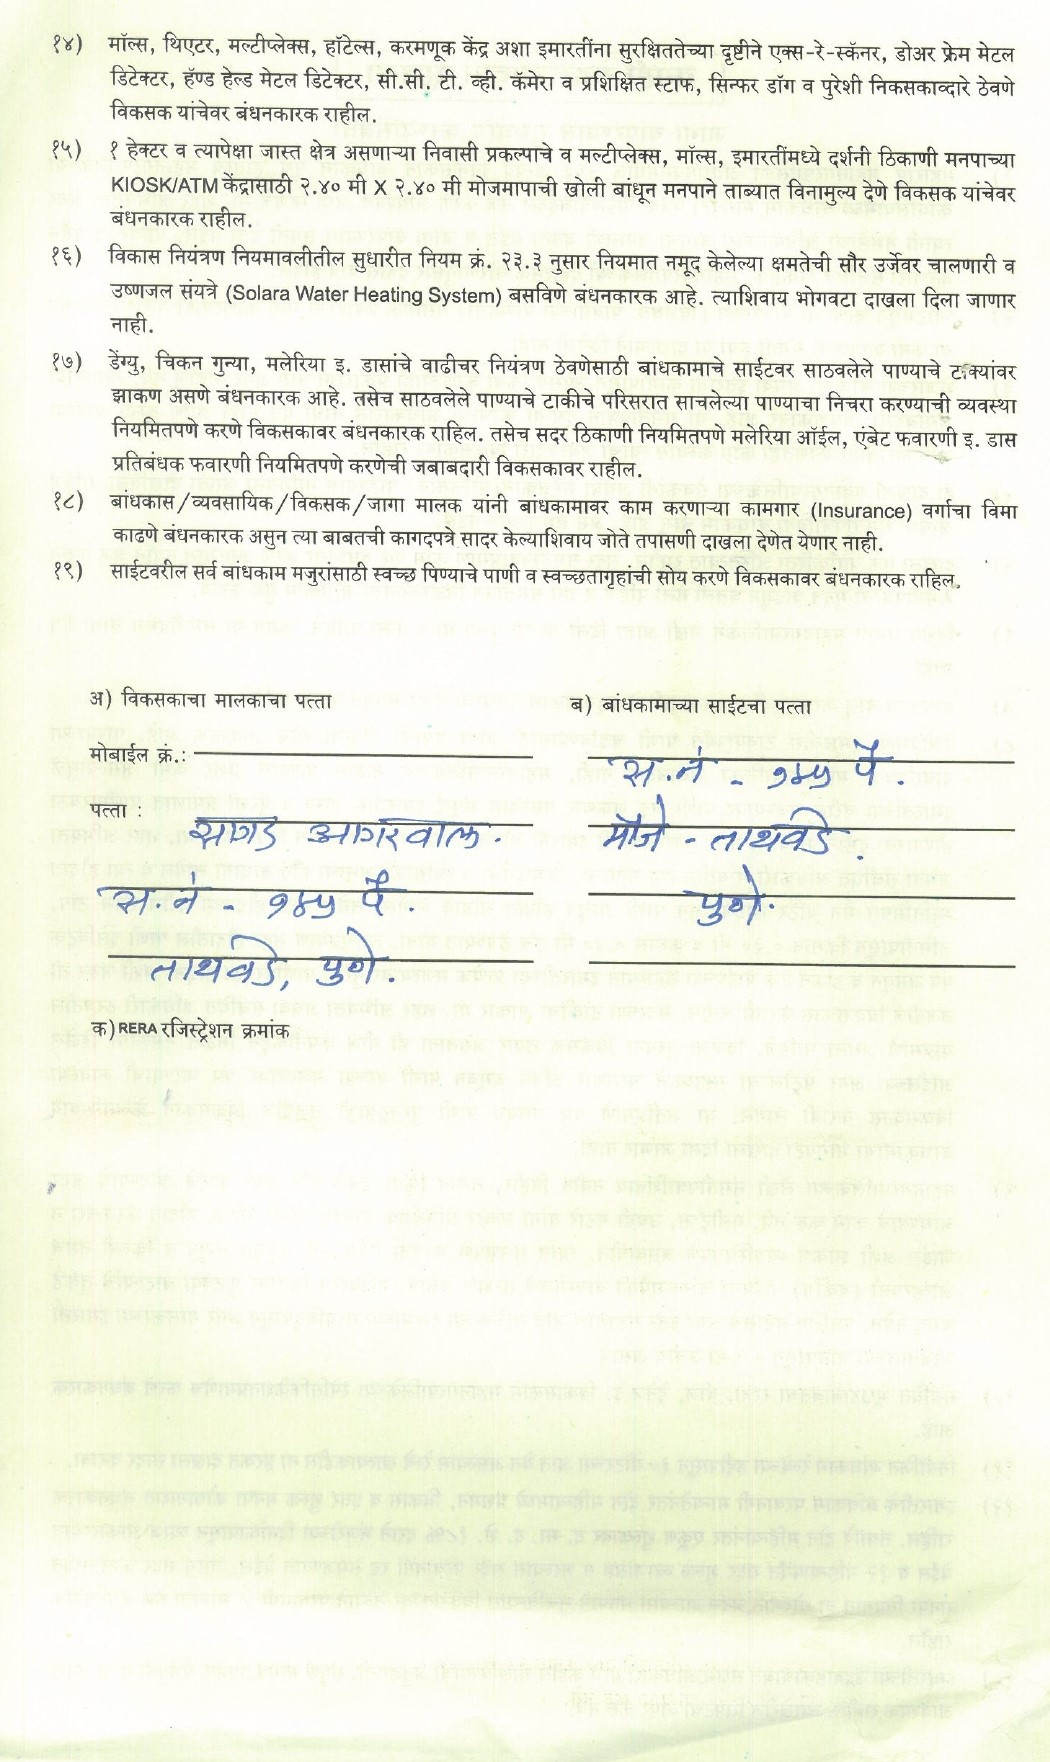 १४) मॉल्स, थिएटर, मल्टीप्लेक्स, हॉटेल्स, करमणूक केंद्र अशा इमारतींना सुरक्षिततेच्या दृष्टीने एक्स-रे-स्कॅनर, डोअर फ्रेम मेटल
डिटेक्टर, हॅण्ड हेल्ड मेटल डिटेक्टर, सी.सी. टी. व्ही. कॅमेरा व प्रशिक्षित स्टाफ, सिन्फर डॉग व पुरेशी निकसकाव्दारे ठेवणे
विकसक यांचेवर बंधनकारक राहील.
१५) १ हेक्टर व त्यापेक्षा जास्त क्षेत्र असणाऱ्या निवासी प्रकल्पाचे व मल्टीप्लेक्स, मॉल्स, इमारतींमध्ये दर्शनी ठिकाणी मनपाच्या
KIOSK/ATM केंद्रासाठी २.४० मी X २.४० मी मोजमापाची खोली बांधून मनपाने ताब्यात विनामुल्य देणे विकसक यांचेवर
बंधनकारक राहील.
१६) विकास नियंत्रण नियमावलीतील सुधारीत नियम क्रं. २३.३ नुसार नियमात नमूद केलेल्या क्षमतेची सौर उर्जेवर चालणारी व
उष्णजल संयत्रे (Solara Water Heating System) बसविणे बंधनकारक आहे. त्याशिवाय भोगवटा दाखला दिला जाणार
नाही.
१७) डेंग्यु, चिकन गुन्या, मलेरिया इ. डासांचे वाढीचर नियंत्रण ठेवणेसाठी बांधकामाचे साईटवर साठवलेले पाण्याचे टाक्यांवर
झाकण असणे बंधनकारक आहे. तसेच साठवलेले पाण्याचे टाकीचे परिसरात साचलेल्या पाण्याचा निचरा करण्याची व्यवस्था
नियमितपणे करणे विकसकावर बंधनकारक राहिल. तसेच सदर ठिकाणी नियमितपणे मलेरिया ऑईल, एंबेट फवारणी इ. डास
प्रतिबंधक फवारणी नियमितपणे करणेची जबाबदारी विकसकावर राहील.
१८) बांधकास/व्यवसायिक/विकसक/जागा मालक यांनी बांधकामावर काम करणाऱ्या कामगार (Insurance) वर्गाचा विमा
काढणे बंधनकारक असुन त्या बाबतची कागदपत्रे सादर केल्याशिवाय जोते तपासणी दाखला देणेत येणार नाही.
१९) साईटवरील सर्व बांधकाम मजुरांसाठी स्वच्छ पिण्याचे पाणी व स्वच्छतागृहांची सोय करणे विकसकावर बंधनकारक राहिल.
अ) विकसकाचा मालकाचा पत्ता
मोबाईल क्रं.:
पत्ता :
आगरवाल.
स.नं - १४५ पै.
ताथवडे, पुणे.
क) RERA रजिस्ट्रेशन क्रमांक
ब) बांधकामाच्या साईटचा पत्ता
स.नं - १४५ पै.
मौजे - ताथवडे.
पुणे.